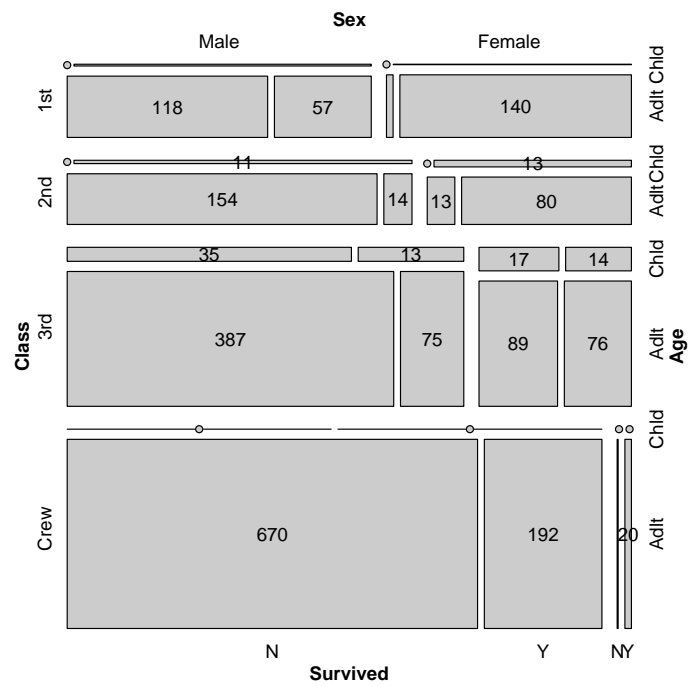 Sex
Male Female
1st Chld
118 57 140 Adlt
2nd 11 13 Chld
154 14 13 80 Adlt
35 13 17 14 Chld
3rd 387 75 89 76 Adlt
Class Age
Chld
Crew 670 192 20 Adlt
N Y N Y
Survived